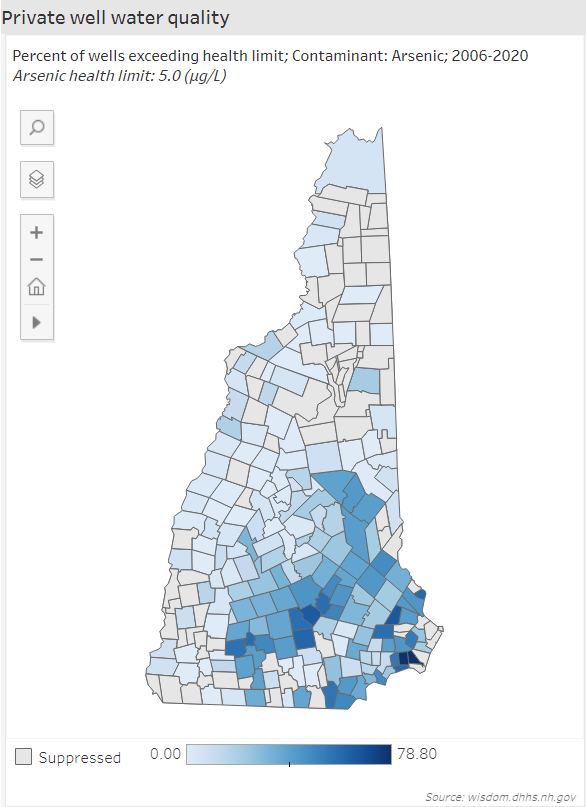 Private well water quality
Percent of wells exceeding health limit; Contaminant: Arsenic; 2006-2020
Arsenic health limit: 5.0 (µg/L)
Suppressed
0.00
78.80
Source: wisdom.dhhs.nh.gov